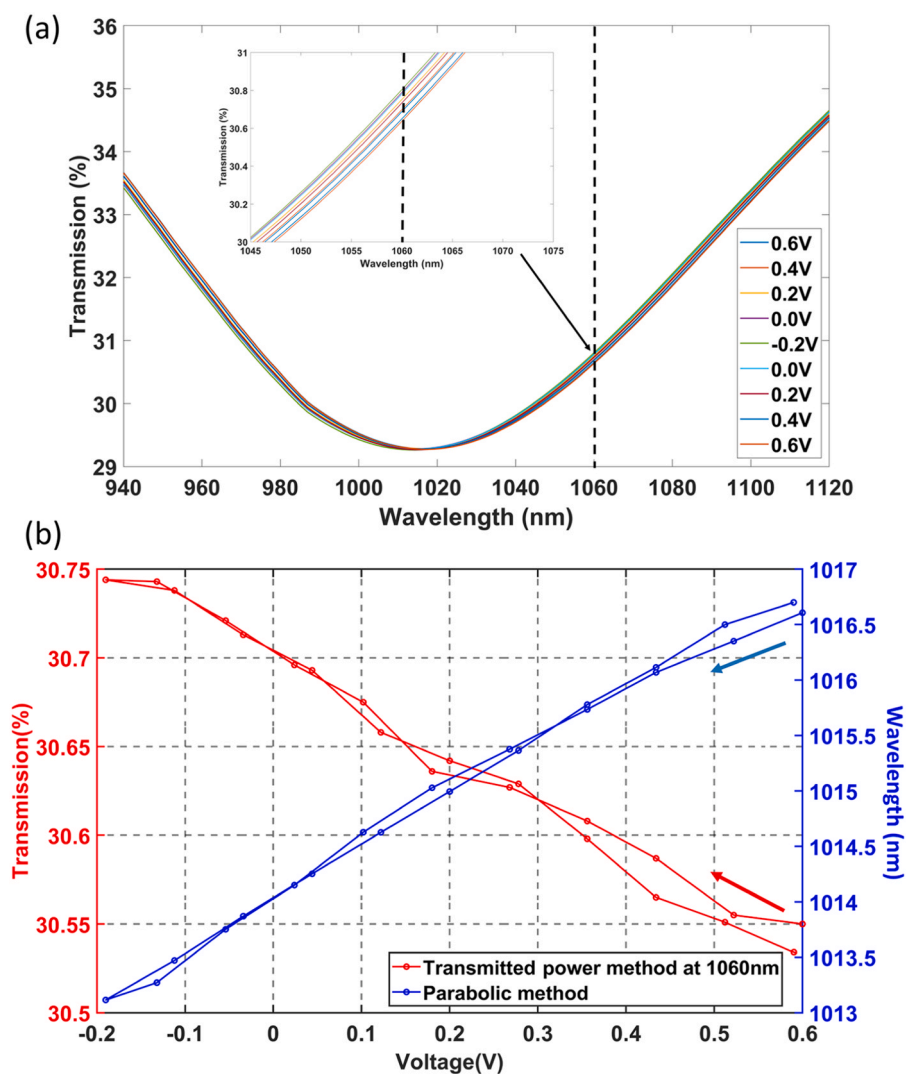 (a)
36
35
34
33
32
31
30
29
Transmission (%)
940 960 980 1000 1020 1040 1060 1080 1100 1120
Wavelength (nm)
31
30.8
30.6
30.4
30.2
30
Transmission (%)
1045 1050 1055 1060 1065 1070 1075
Wavelength (nm)
0.6V
0.4V
0.2V
0.0V
-0.2V
0.0V
0.2V
0.4V
0.6V
(b)
30.75
30.7
30.65
30.6
30.55
30.5
Transmission(%)
1017
1016.5
1016
1015.5
1015
1014.5
1014
1013.5
1013
Wavelength (nm)
Transmitted power method at 1060nm
Parabolic method
-0.2 -0.1 0 0.1 0.2 0.3 0.4 0.5 0.6
Voltage(V)